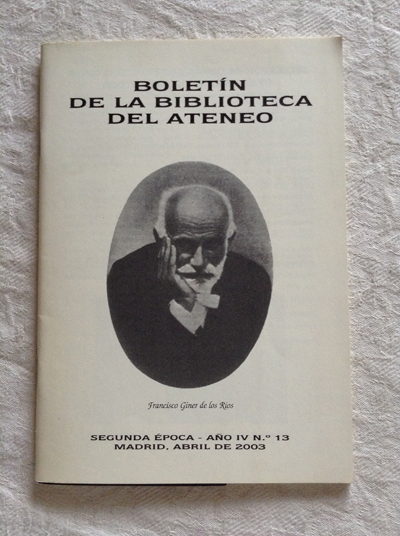 BOLETÍN
DE LA BIBLIOTECA
DEL ATENEO
Francisco Giner de los Rios
SEGUNDA ÉPOCA - AÑO IV N.º 13
MADRID, ABRIL DE 2003